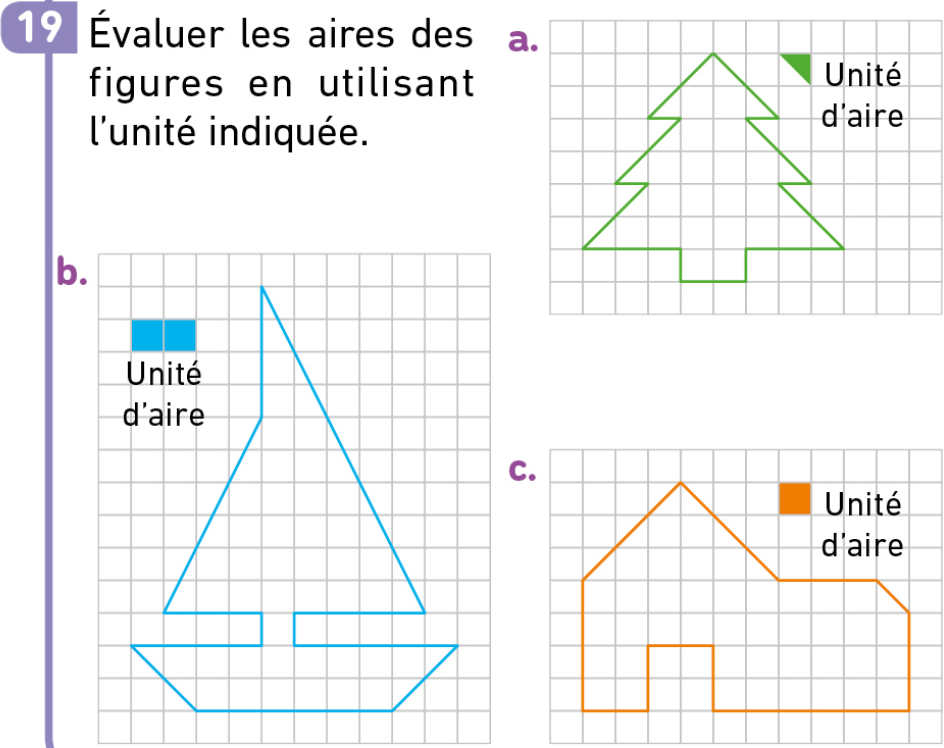 19 Évaluer les aires des
figures en utilisant
l'unité indiquée.
a.
Unité
d'aire
b.
Unité
d'aire
c.
Unité
d'aire